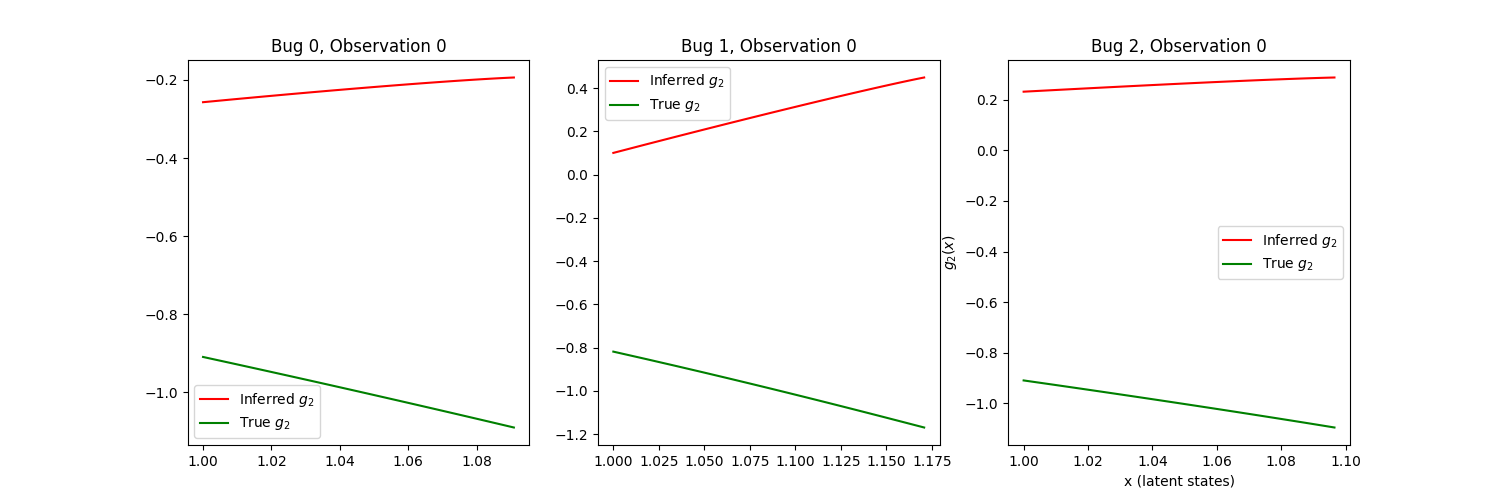 Bug 0, Observation 0
−0.2
−0.4
−0.6
−0.8
−1.0
Inferred g₂
True g₂
1.00 1.02 1.04 1.06 1.08
Bug 1, Observation 0
0.4
0.2
0.0
−0.2
−0.4
−0.6
−0.8
−1.0
−1.2
Inferred g₂
True g₂
1.000 1.025 1.050 1.075 1.100 1.125 1.150 1.175
Bug 2, Observation 0
g₂(x)
0.2
0.0
−0.2
−0.4
−0.6
−0.8
−1.0
Inferred g₂
True g₂
1.00 1.02 1.04 1.06 1.08 1.10
x (latent states)